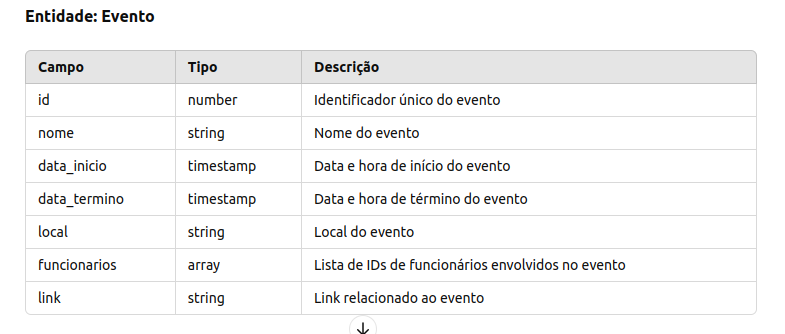 Entidade: Evento
Campo Tipo Descrição
id number Identificador único do evento
nome string Nome do evento
data_inicio timestamp Data e hora de início do evento
data_termino timestamp Data e hora de término do evento
local string Local do evento
funcionarios array Lista de IDs de funcionários envolvidos no evento
link string Link relacionado ao evento